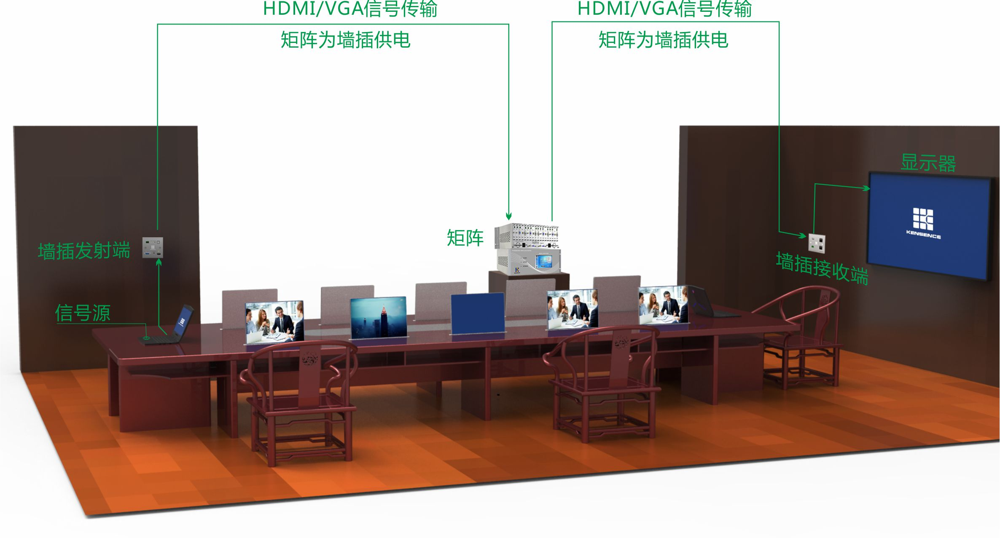 HDMI/VGA信号传输
矩阵为墙插供电
HDMI/VGA信号传输
矩阵为墙插供电
显示器
KENSENCE
矩阵
墙插发射端
墙插接收端
信号源